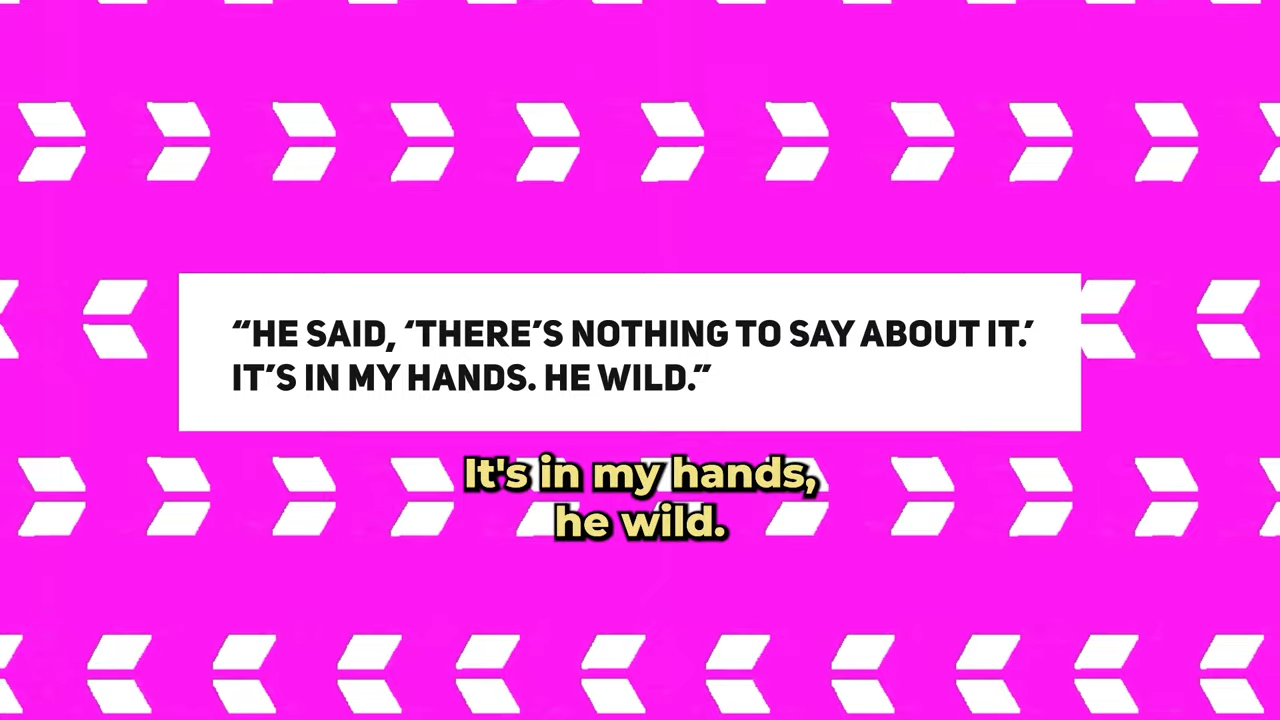 “HE SAID, ‘THERE’S NOTHING TO SAY ABOUT IT.’
IT’S IN MY HANDS. HE WILD.”
It's in my hands,
he wild.